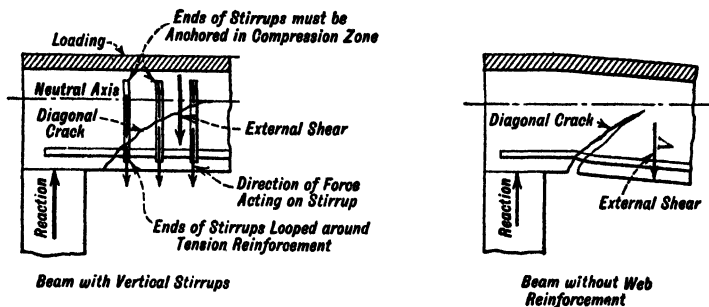 Ends of Stirrups must be
Anchored in Compression Zone
Loading
Neutral Axis
Diagonal
Crack
External Shear
Direction of Force
Acting on Stirrup
Ends of Stirrups Looped around
Tension Reinforcement
Reaction
Beam with Vertical Stirrups
Diagonal Crack
V
External Shear
Reaction
Beam without Web
Reinforcement